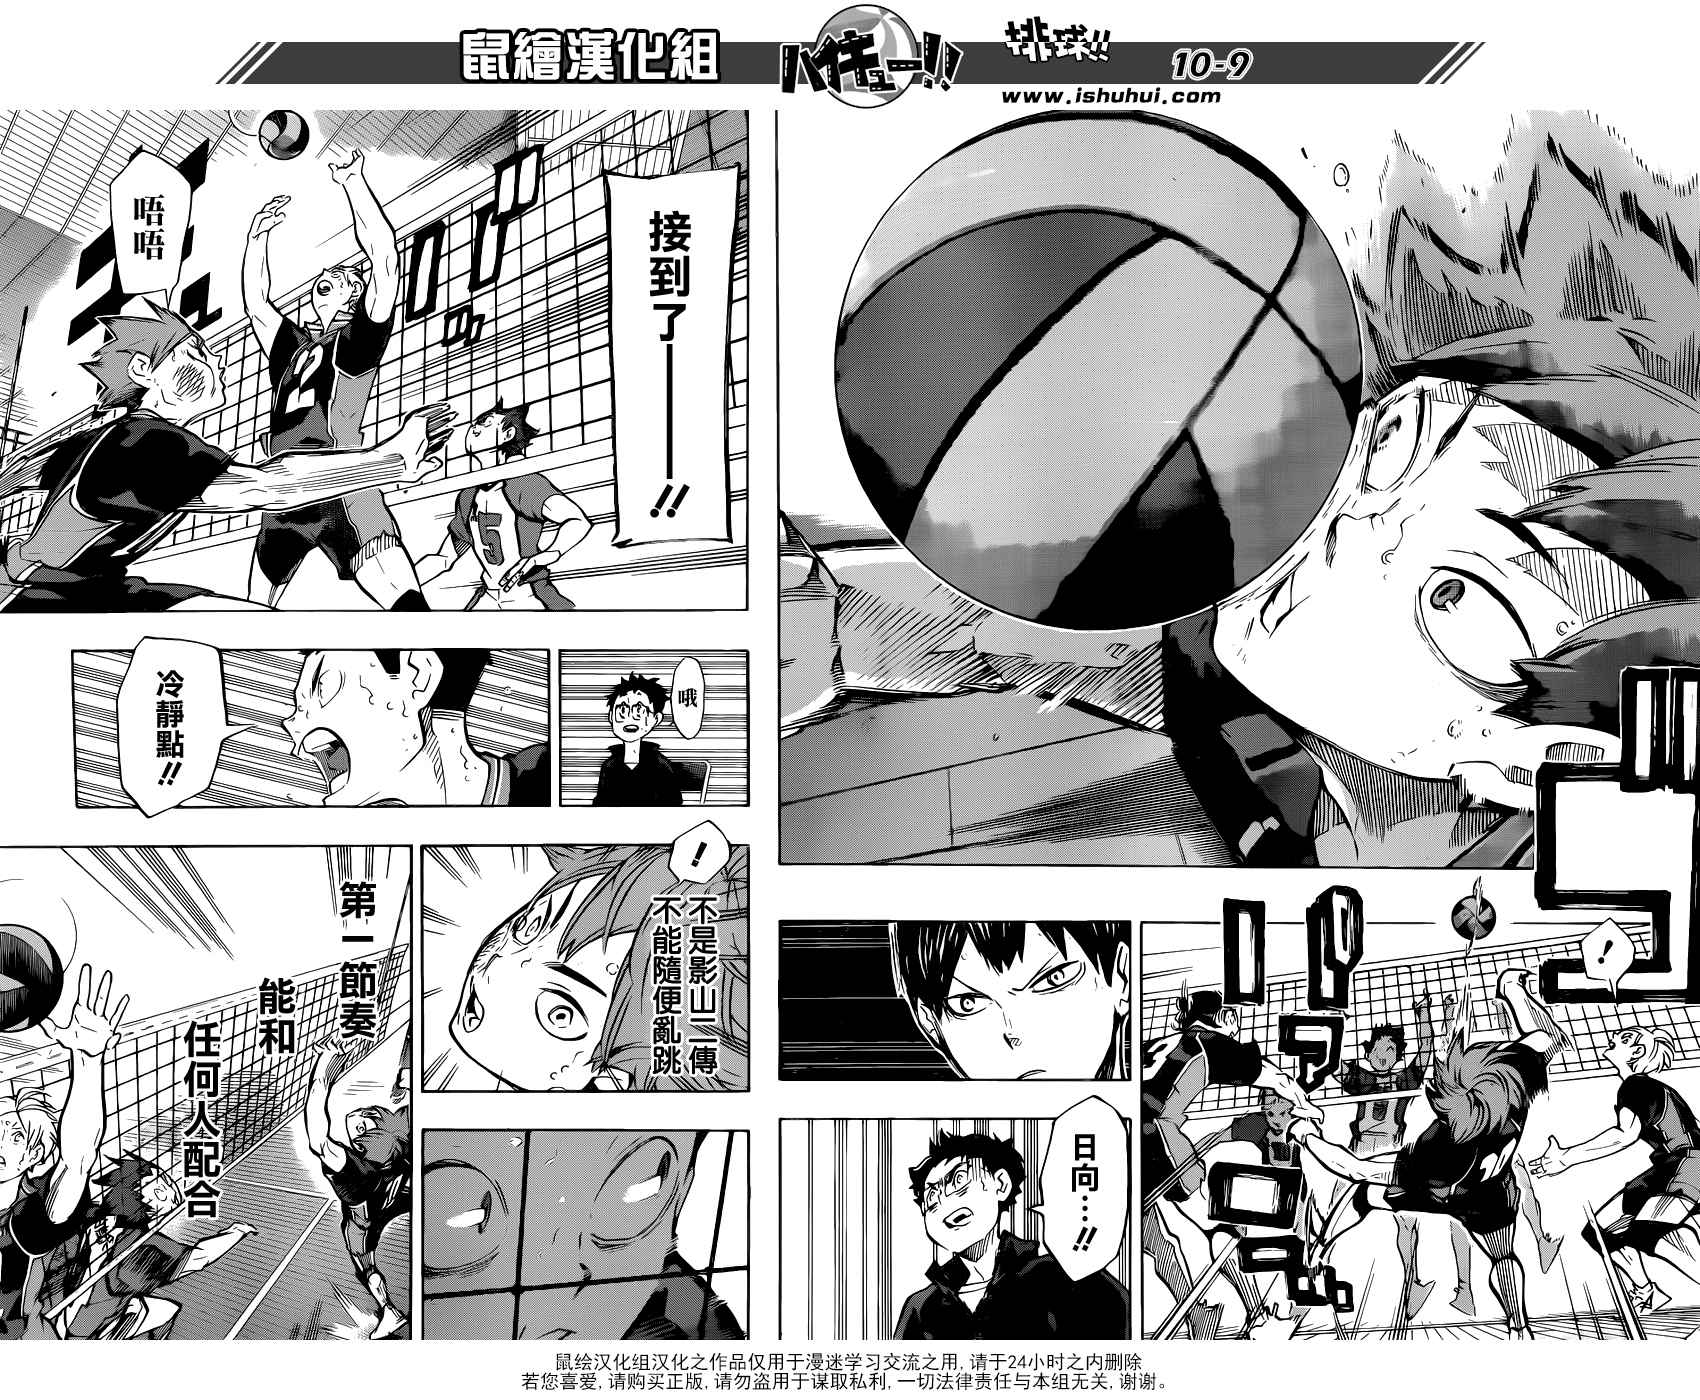 鼠繪漢化組
ハイキュー!!
排球!!
10-9
www.ishuhui.com
!
日向…!!
接到了——!!
唔
唔
2
5
哦
冷靜點!!
!
不是影山二傳
不能隨便亂跳
第一節奏
能和
任何人配合
鼠绘汉化组汉化之作品仅用于漫迷学习交流之用,请于24小时之内删除
若您喜爱,请购买正版,请勿盗用于谋取私利,一切法律责任与本组无关,谢谢。